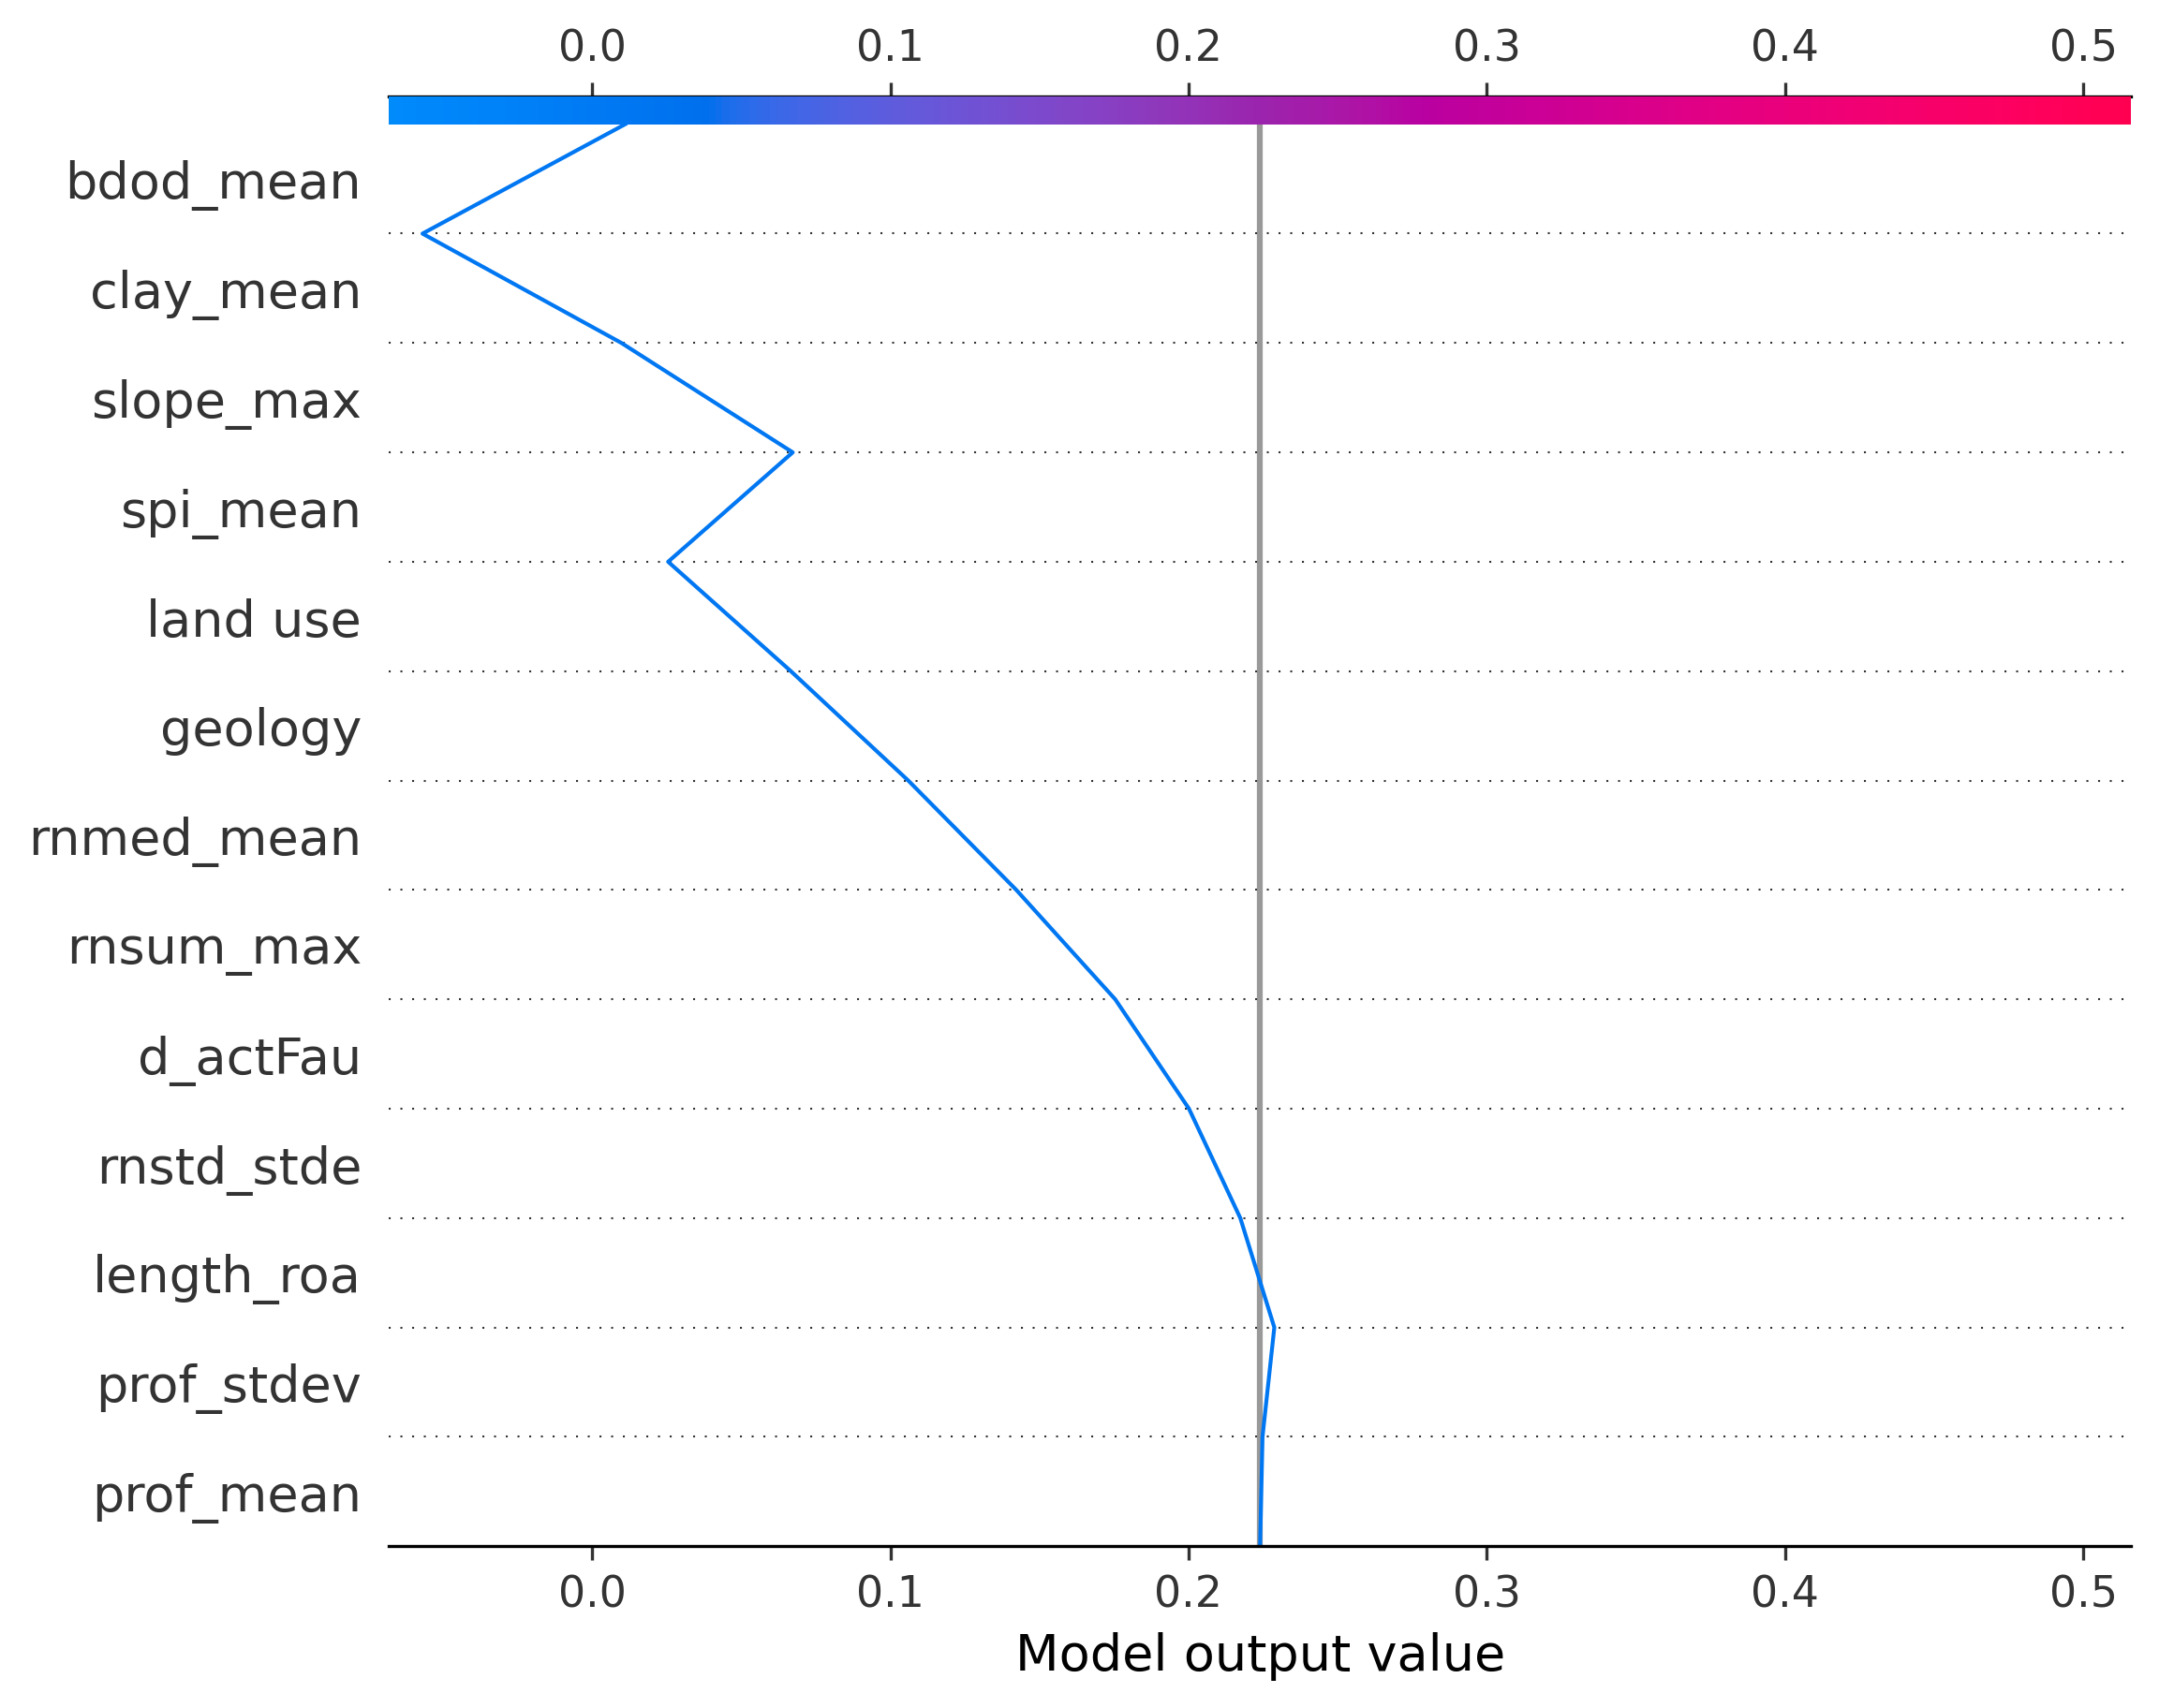 0.0 0.1 0.2 0.3 0.4 0.5
bdod_mean
clay_mean
slope_max
spi_mean
land use
geology
rnmed_mean
rnsum_max
d_actFau
rnstd_stde
length_roa
prof_stdev
prof_mean
0.0 0.1 0.2 0.3 0.4 0.5
Model output value